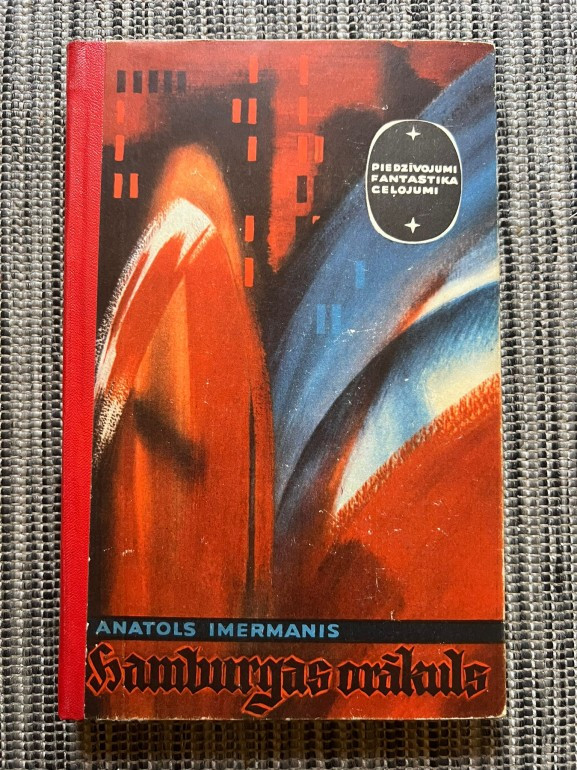 PIEDZĪVOJUMI
FANTASTIKA
CEĻOJUMI
ANATOLS IMERMANIS
Hamburgas orākuls